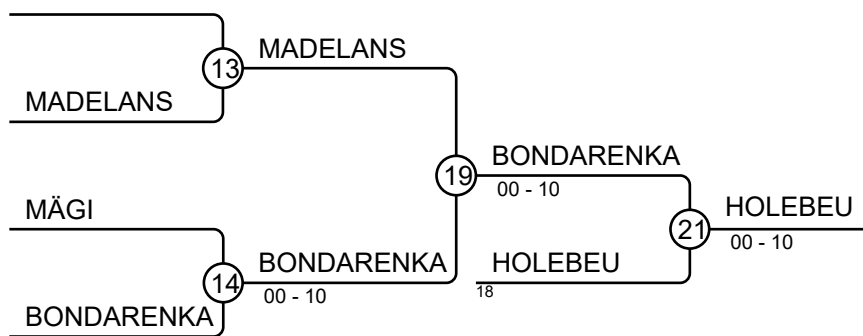 MADELANS
13
MADELANS
MÄGI
14
BONDARENKA
00 - 10
BONDARENKA
19
BONDARENKA
00 - 10
HOLEBEU
18
21
HOLEBEU
00 - 10